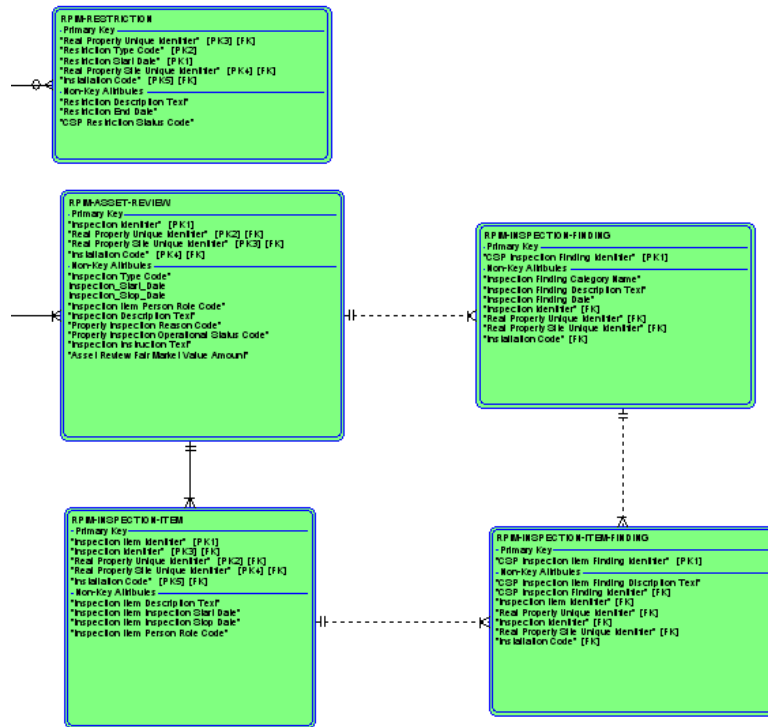 RPIM-RESTRICTION
-Primary Key
"Real Property Unique Identifier" [PK3] [FK]
"Restriction Type Code" [PK2]
"Restriction Start Date" [PK1]
"Real Property Site Unique Identifier" [PK4] [FK]
"Installation Code" [PK5] [FK]
-Non-Key Attributes
"Restriction Description Text"
"Restriction End Date"
"CSP Restriction Status Code"
RPIM-ASSET-REVIEW
-Primary Key
"Inspection Identifier" [PK1]
"Real Property Unique Identifier" [PK2] [FK]
"Real Property Site Unique Identifier" [PK3] [FK]
"Installation Code" [PK4] [FK]
-Non-Key Attributes
"Inspection Type Code"
Inspection_Start_Date
Inspection_Stop_Date
"Inspection Item Person Role Code"
"Inspection Description Text"
"Property Inspection Reason Code"
"Property Inspection Operational Status Code"
"Inspection Instruction Text"
"Asset Review Fair Market Value Amount"
RPIM-INSPECTION-FINDING
-Primary Key
"CSP Inspection Finding Identifier" [PK1]
-Non-Key Attributes
"Inspection Finding Category Name"
"Inspection Finding Description Text"
"Inspection Finding Date"
"Inspection Identifier" [FK]
"Real Property Unique Identifier" [FK]
"Real Property Site Unique Identifier" [FK]
"Installation Code" [FK]
RPIM-INSPECTION-ITEM
-Primary Key
"Inspection Item Identifier" [PK1]
"Inspection Identifier" [PK3] [FK]
"Real Property Unique Identifier" [PK2] [FK]
"Real Property Site Unique Identifier" [PK4] [FK]
"Installation Code" [PK5] [FK]
-Non-Key Attributes
"Inspection Item Description Text"
"Inspection Item Inspection Start Date"
"Inspection Item Inspection Stop Date"
"Inspection Item Person Role Code"
RPIM-INSPECTION-ITEM-FINDING
-Primary Key
"CSP Inspection Item Finding Identifier" [PK1]
-Non-Key Attributes
"CSP Inspection Item Finding Discription Text"
"CSP Inspection Finding Identifier" [FK]
"Inspection Item Identifier" [FK]
"Real Property Unique Identifier" [FK]
"Inspection Identifier" [FK]
"Real Property Site Unique Identifier" [FK]
"Installation Code" [FK]